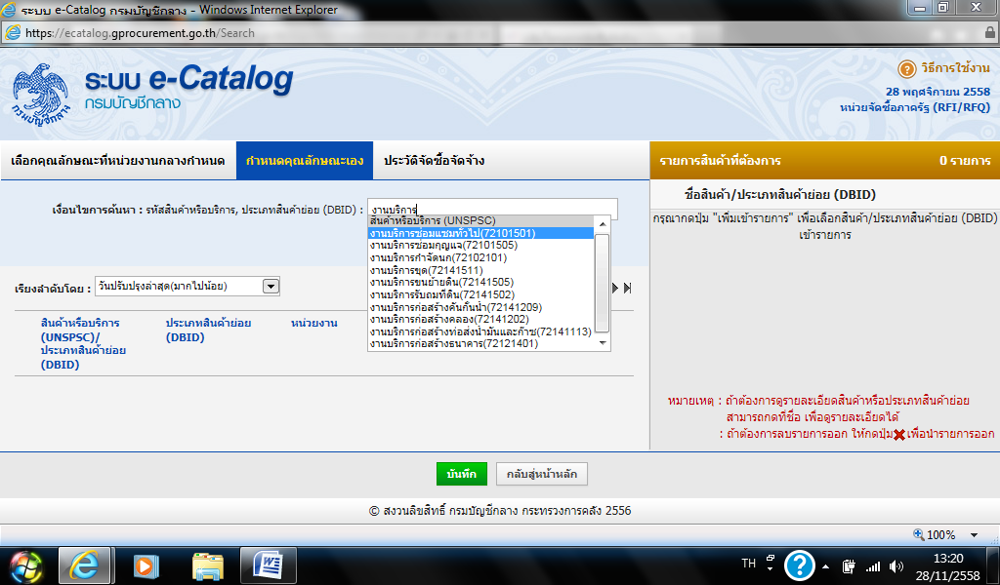 ระบบ e-Catalog กรมบัญชีกลาง - Windows Internet Explorer
https://ecatalog.gprocurement.go.th/Search
ระบบ e-Catalog
กรมบัญชีกลาง
กรมบัญชีกลาง
วิธีการใช้งาน
28 พฤศจิกายน 2558
หน่วยจัดซื้อภาครัฐ (RFI/RFQ)
เลือกคุณลักษณะที่หน่วยงานกลางกำหนด กำหนดคุณลักษณะเอง ประวัติจัดซื้อจัดจ้าง
รายการสินค้าที่ต้องการ 0 รายการ
ชื่อสินค้า/ประเภทสินค้าย่อย (DBID)
กรุณากดปุ่ม "เพิ่มเข้ารายการ" เพื่อเลือกสินค้า/ประเภทสินค้าย่อย (DBID)
เข้ารายการ
เงื่อนไขการค้นหา : รหัสสินค้าหรือบริการ, ประเภทสินค้าย่อย (DBID) : งานบริการ
สินค้าหรือบริการ (UNSPSC)
งานบริการซ่อมแซมทั่วไป(72101501)
งานบริการซ่อมกุญแจ(72101505)
งานบริการกำจัดนก(72102101)
งานบริการขุด(72141511)
งานบริการขนย้ายดิน(72141505)
งานบริการรับถมที่ดิน(72141502)
งานบริการก่อสร้างคันกั้นน้ำ(72141209)
งานบริการก่อสร้างคลอง(72141202)
งานบริการก่อสร้างท่อส่งน้ำมันและก๊าซ(72141113)
งานบริการก่อสร้างธนาคาร(72121401)
เรียงลำดับโดย : วันปรับปรุงล่าสุด(มากไปน้อย)
สินค้าหรือบริการ
(UNSPSC)/
ประเภทสินค้าย่อย
(DBID)
ประเภทสินค้าย่อย
(DBID)
หน่วยงาน
หมายเหตุ : ถ้าต้องการดูรายละเอียดสินค้าหรือประเภทสินค้าย่อย
สามารถกดที่ชื่อ เพื่อดูรายละเอียดได้
: ถ้าต้องการลบรายการออก ให้กดปุ่ม เพื่อนำรายการออก
บันทึก กลับสู่หน้าหลัก
© สงวนลิขสิทธิ์ กรมบัญชีกลาง กระทรวงการคลัง 2556
100%
TH
13:20
28/11/2558